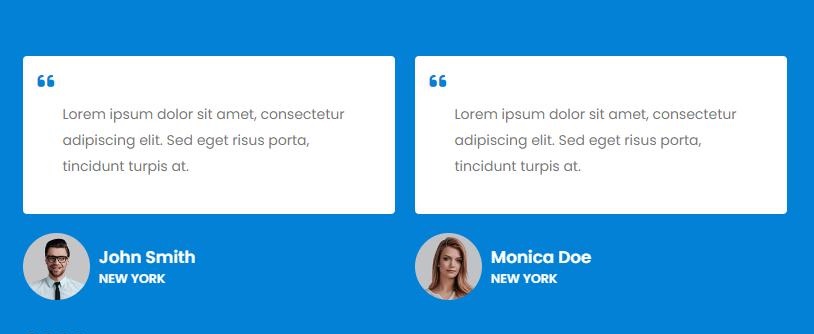 ❝
Lorem ipsum dolor sit amet, consectetur
adipiscing elit. Sed eget risus porta,
tincidunt turpis at.
John Smith
NEW YORK
❝
Lorem ipsum dolor sit amet, consectetur
adipiscing elit. Sed eget risus porta,
tincidunt turpis at.
Monica Doe
NEW YORK